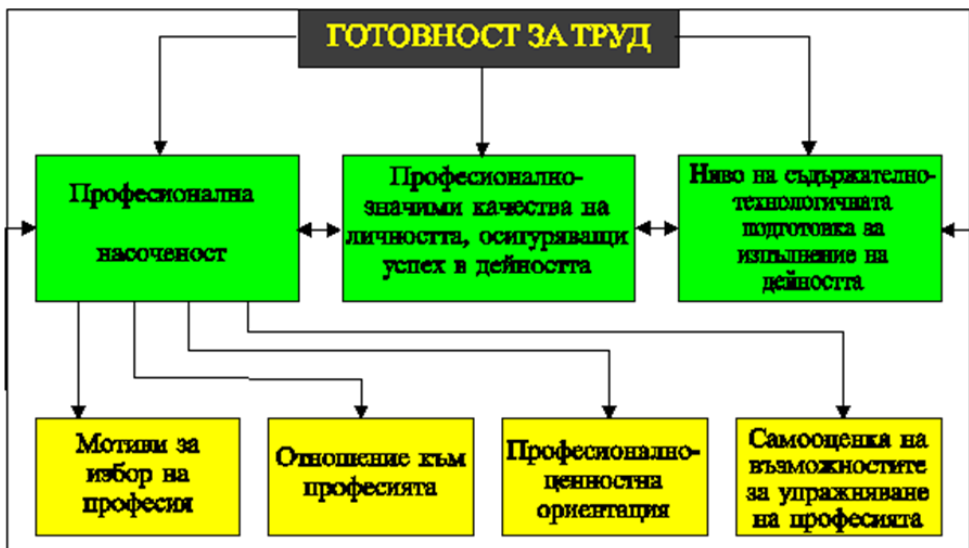 ГОТОВНОСТ ЗА ТРУД
Професионална
насоченост
Професионално-
значими качества на
личността, осигуряващи
успех в дейността
Ниво на съдържателно-
технологичната
подготовка за
изпълнение на
дейността
Мотиви за
избор на
професия
Отношение към
професията
Професионално-
ценностна
ориентация
Самооценка на
възможностите
за упражняване
на професията